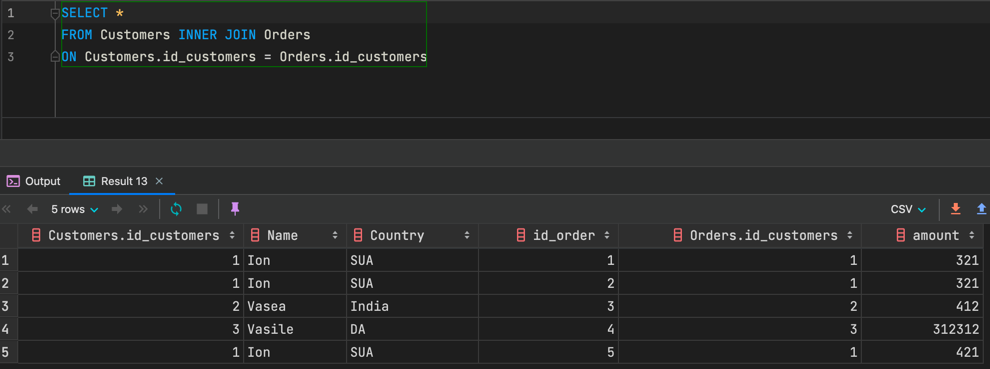 1 SELECT *
2 FROM Customers INNER JOIN Orders
3 ON Customers.id_customers = Orders.id_customers
Output Result 13 ×
5 rows CSV
Customers.id_customers Name Country id_order Orders.id_customers amount
1 1 Ion SUA 1 1 321
2 1 Ion SUA 2 1 321
3 2 Vasea India 3 2 412
4 3 Vasile DA 4 3 312312
5 1 Ion SUA 5 1 421